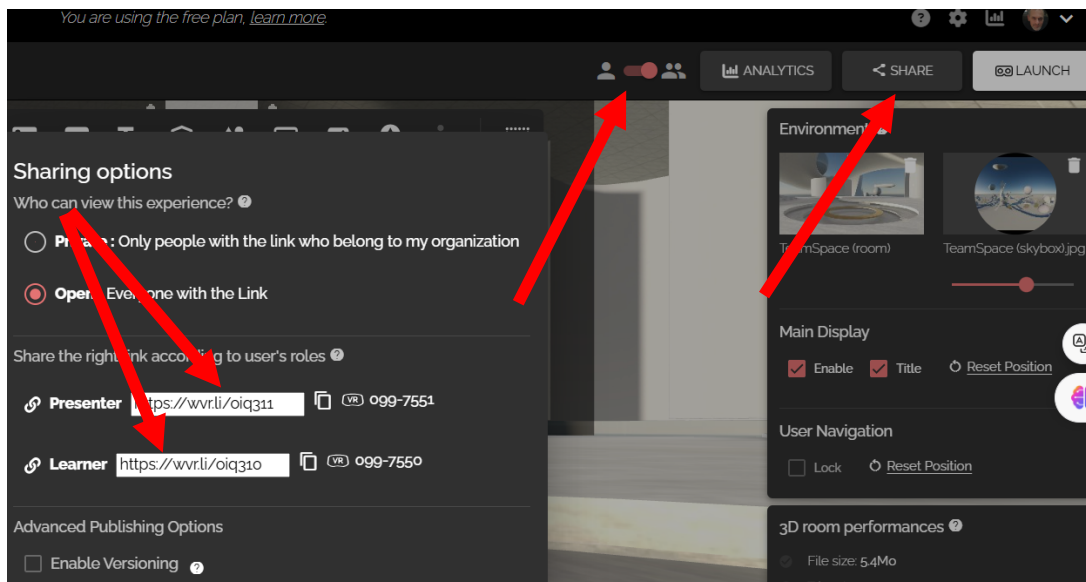 You are using the free plan, learn more.
ANALYTICS
SHARE
LAUNCH
Sharing options
Who can view this experience?
Private : Only people with the link who belong to my organization
Open : Everyone with the Link
Share the right link according to user's roles
Presenter https://wvr.li/oiq311 VR 099-7551
Learner https://wvr.li/oiq310 VR 099-7550
Advanced Publishing Options
Enable Versioning
Environment
TeamSpace (room)
TeamSpace (skybox).jpg
Main Display
Enable Title Reset Position
User Navigation
Lock Reset Position
3D room performances
File size: 5.4Mo